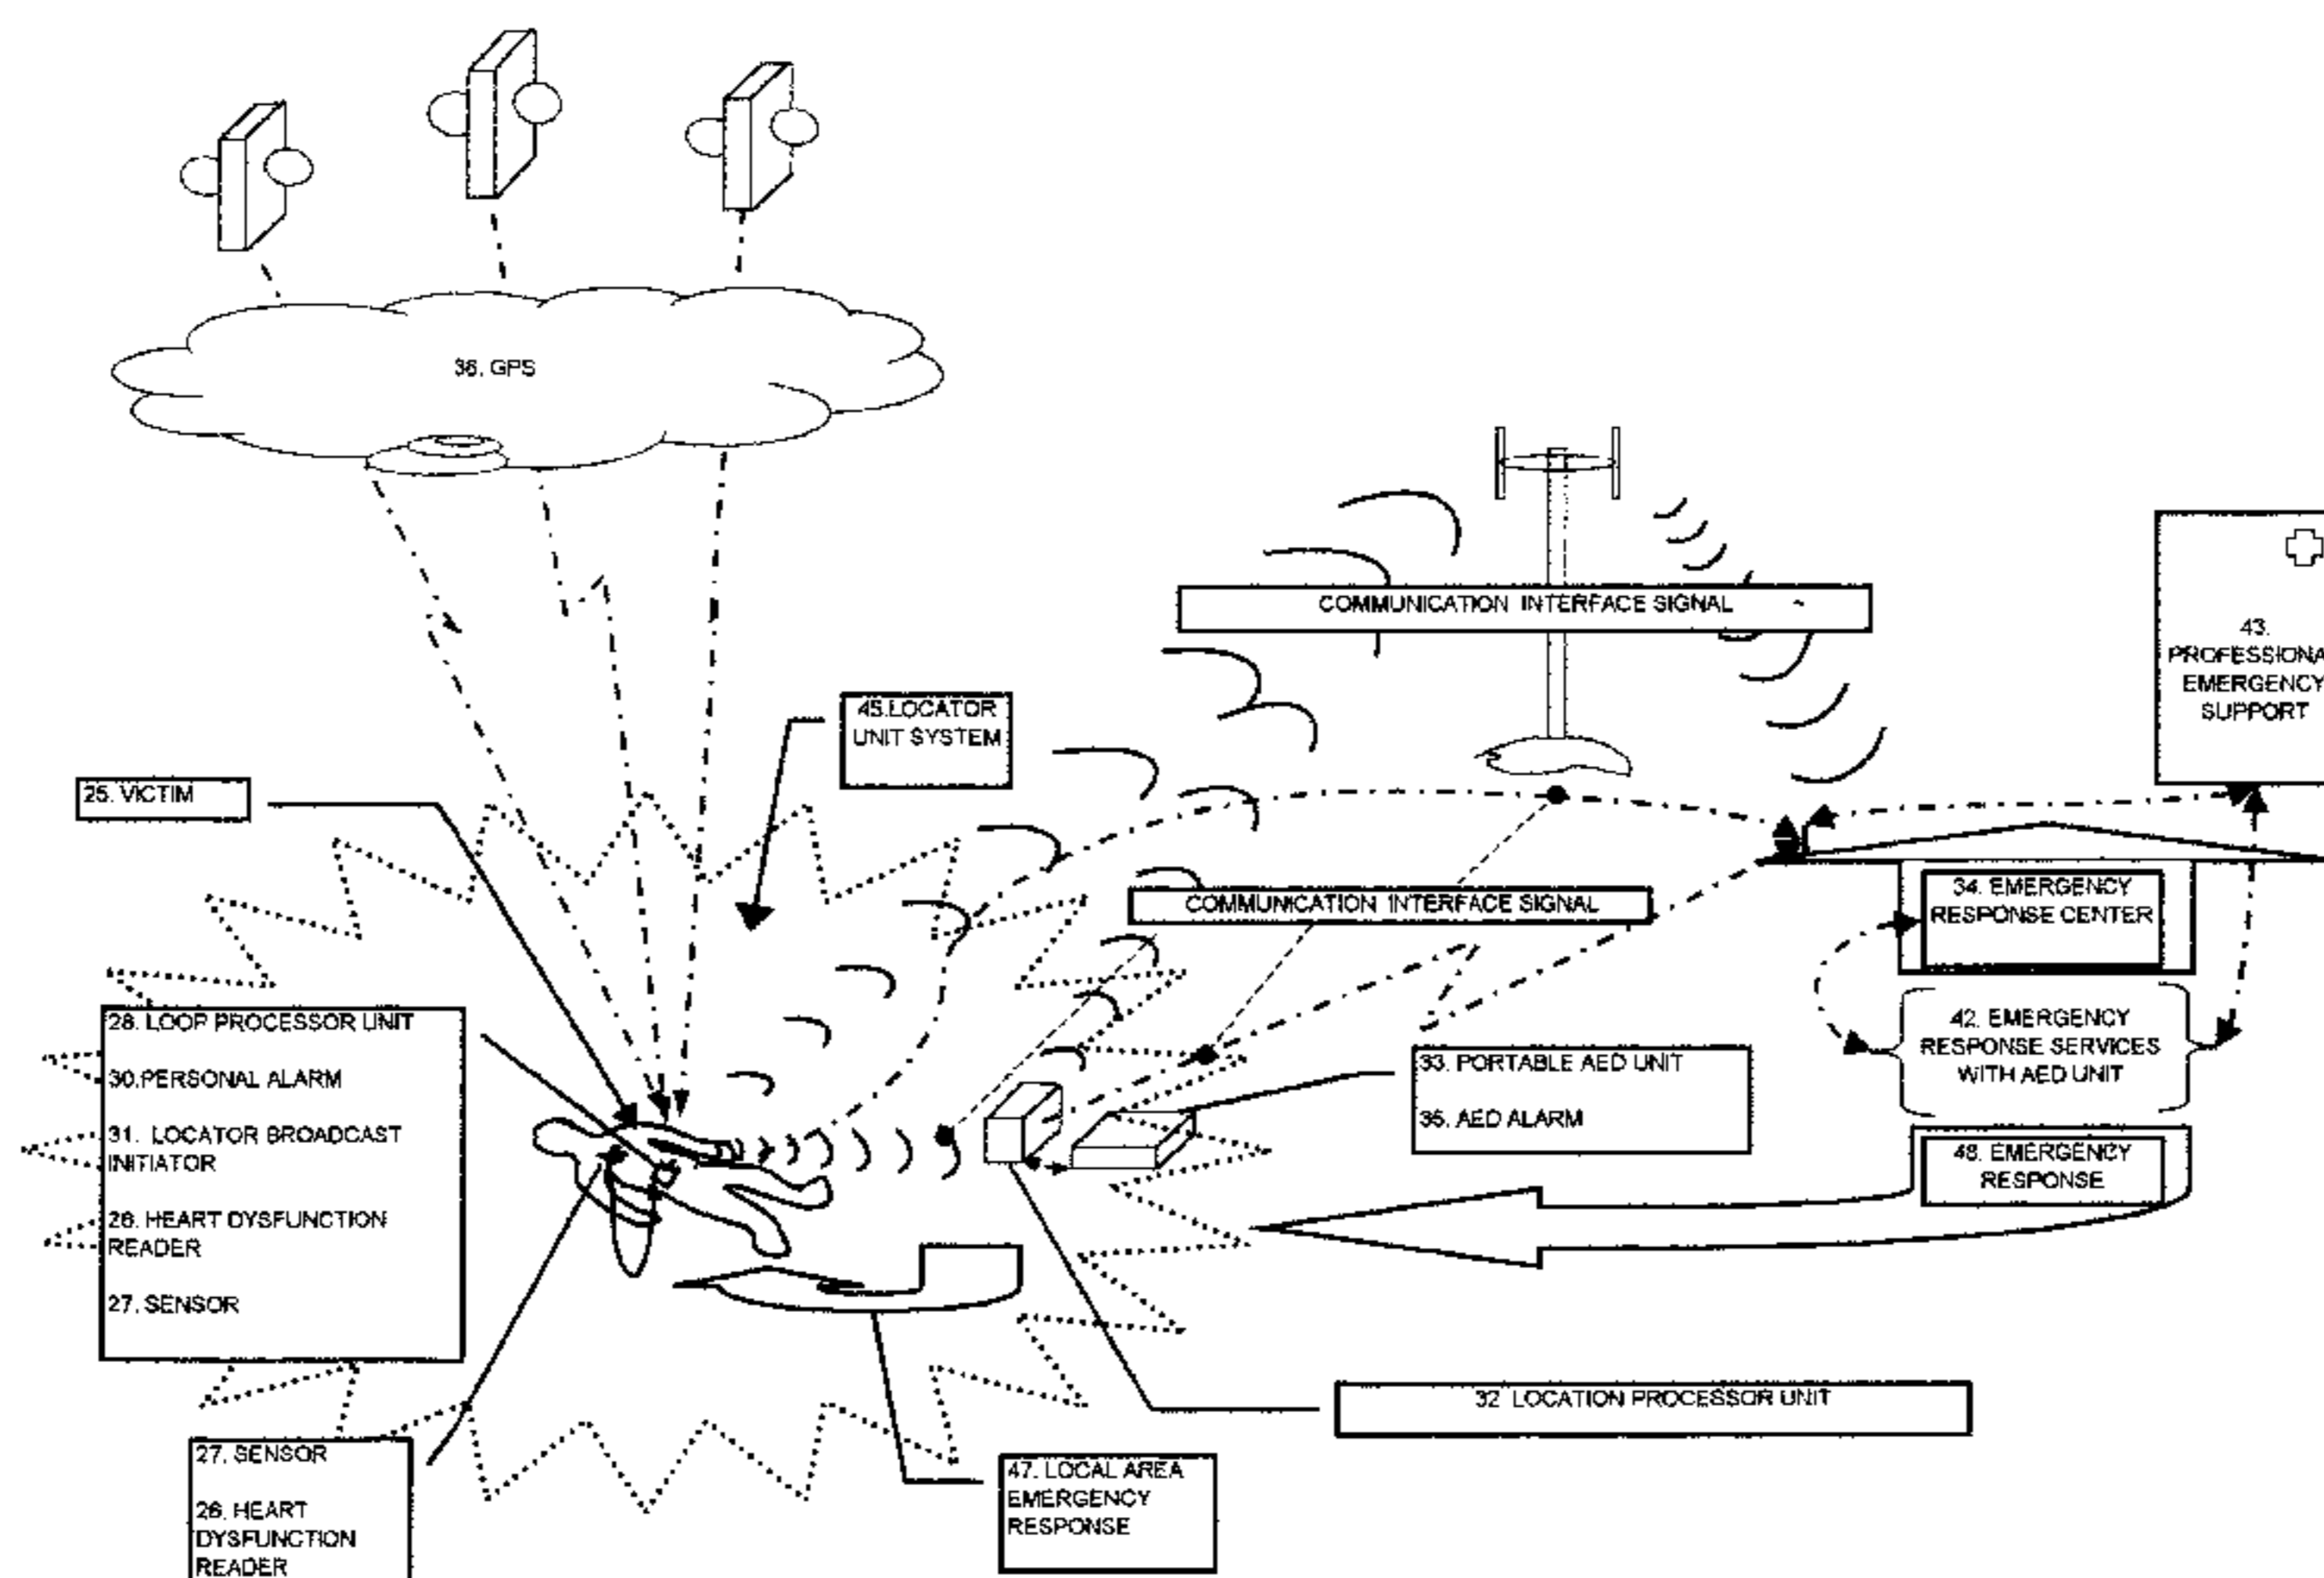 36. GPS
COMMUNICATION INTERFACE SIGNAL
43.
PROFESSIONA
EMERGENCY
SUPPORT
45.LOCATOR
UNIT SYSTEM
25. VICTIM
34. EMERGENCY
RESPONSE CENTER
COMMUNICATION INTERFACE SIGNAL
28. LOOP PROCESSOR UNIT
30.PERSONAL ALARM
31. LOCATOR BROADCAST
INITIATOR
26. HEART DYSFUNCTION
READER
27. SENSOR
42. EMERGENCY
RESPONSE SERVICES
WITH AED UNIT
33. PORTABLE AED UNIT
35. AED ALARM
48. EMERGENCY
RESPONSE
32 LOCATION PROCESSOR UNIT
27. SENSOR
26. HEART
DYSFUNCTION
READER
47. LOCAL AREA
EMERGENCY
RESPONSE